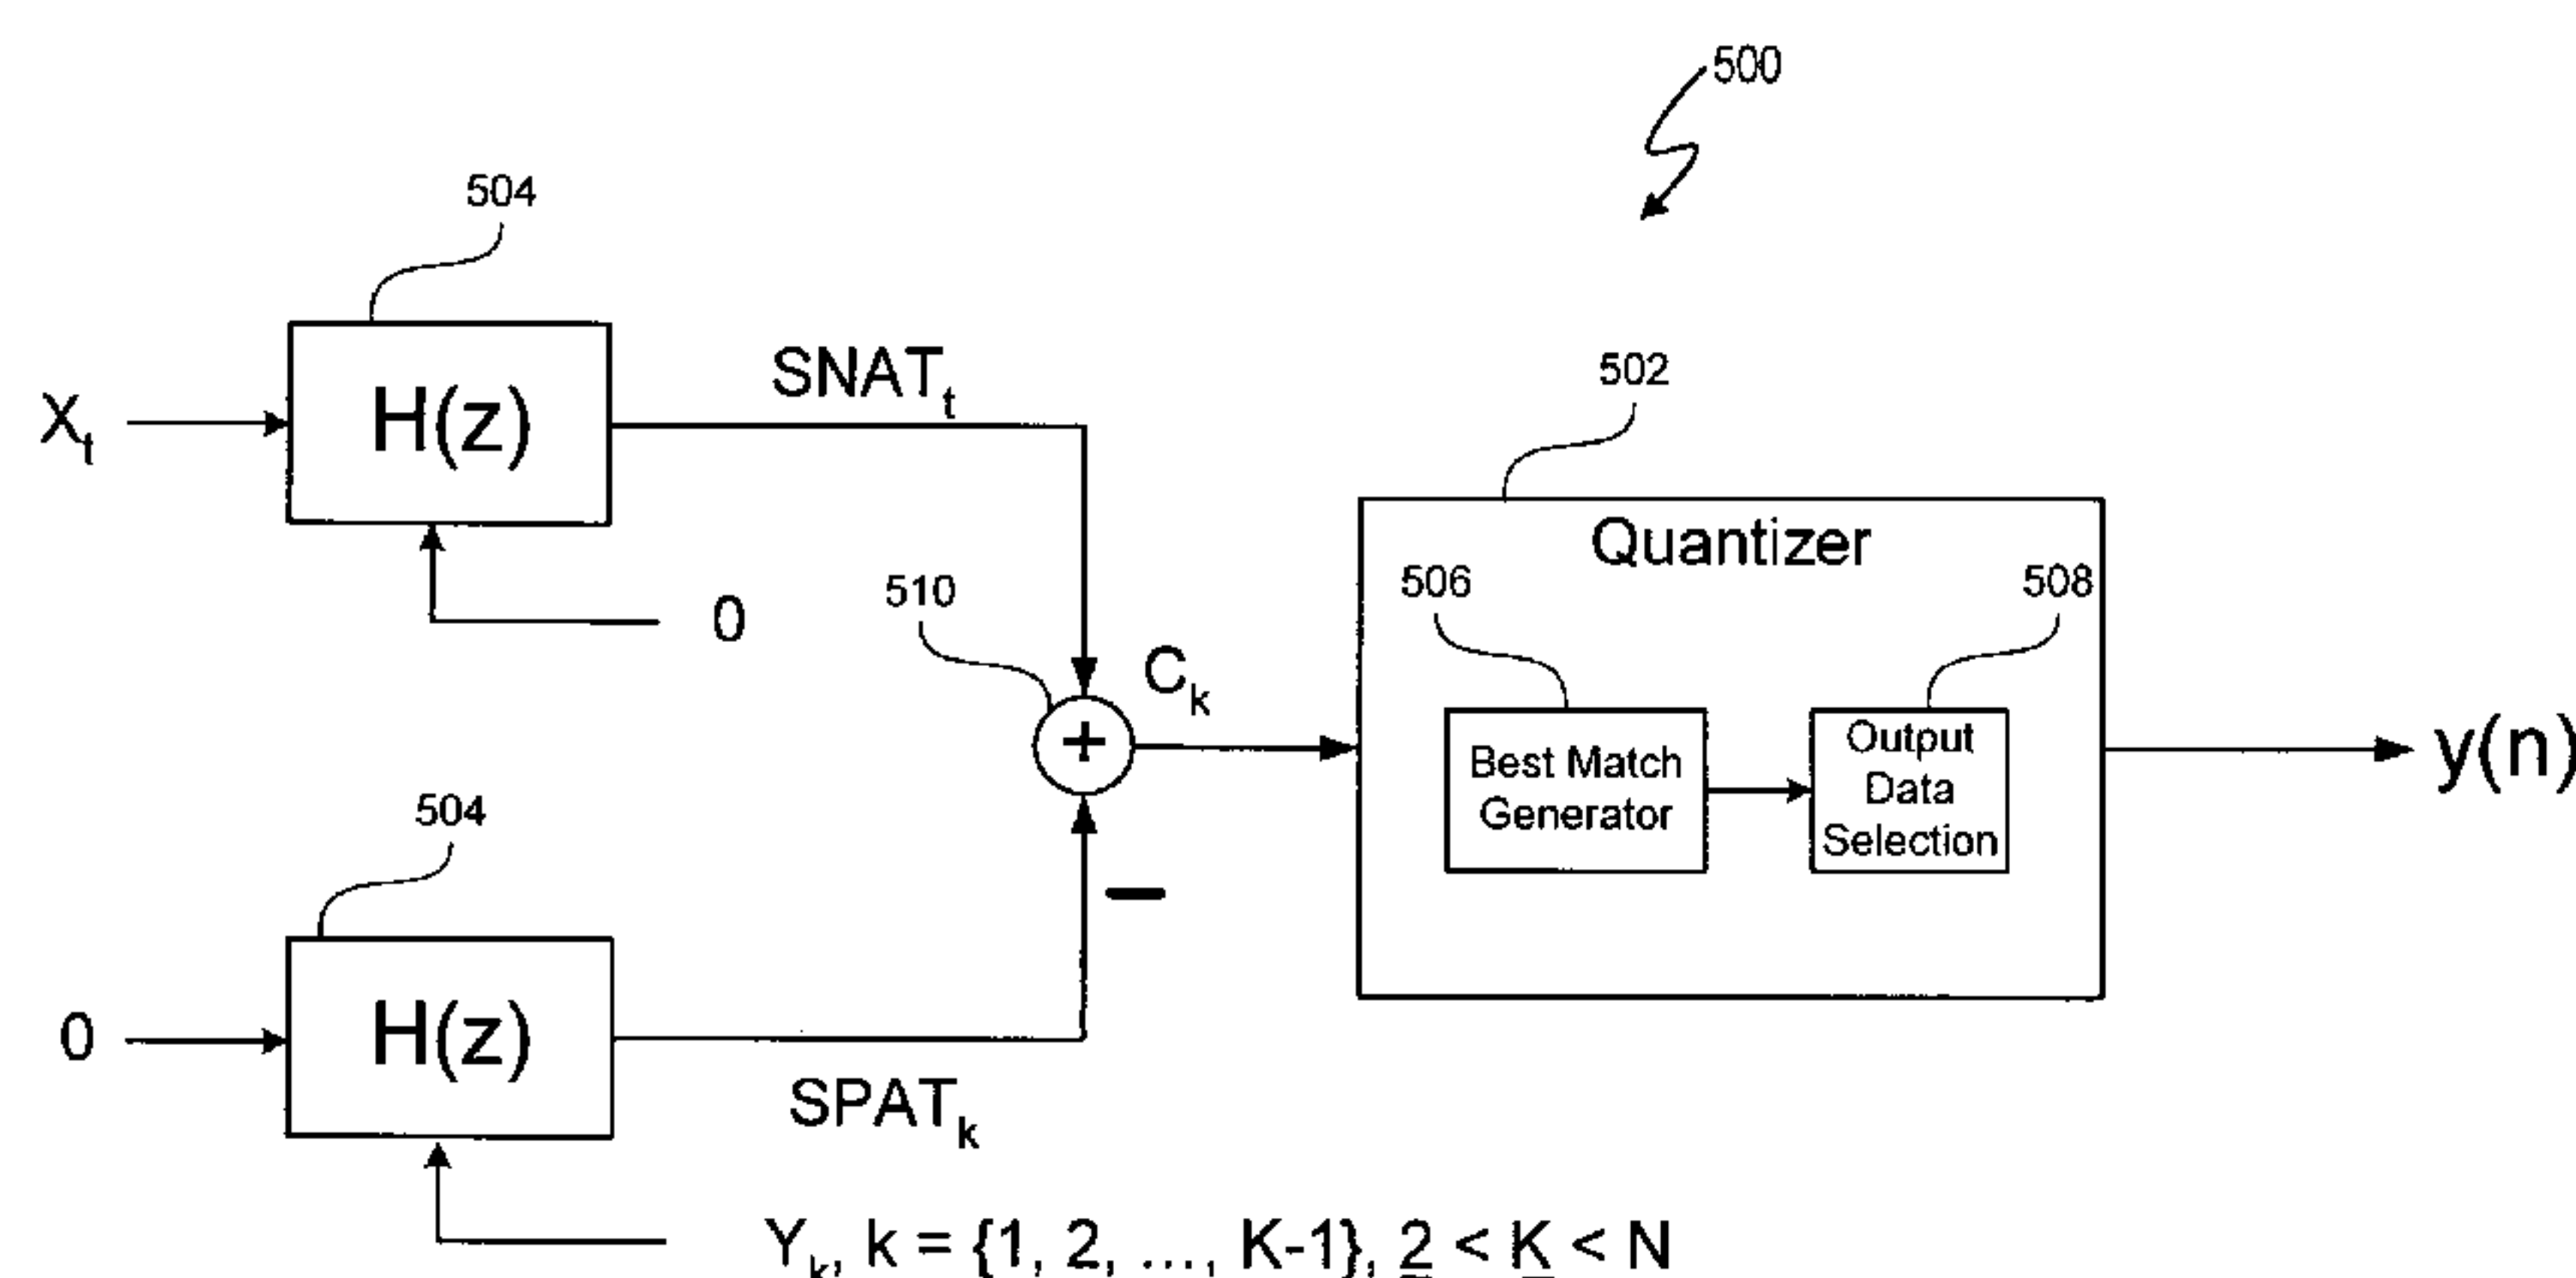 500
504
X_t
H(z)
SNAT_t
0
502
Quantizer
506
508
510
C_k
+
Best Match
Generator
Output
Data
Selection
y(n)
504
0
H(z)
−
SPAT_k
Y_k, k = {1, 2, ..., K-1}, 2 < K < N